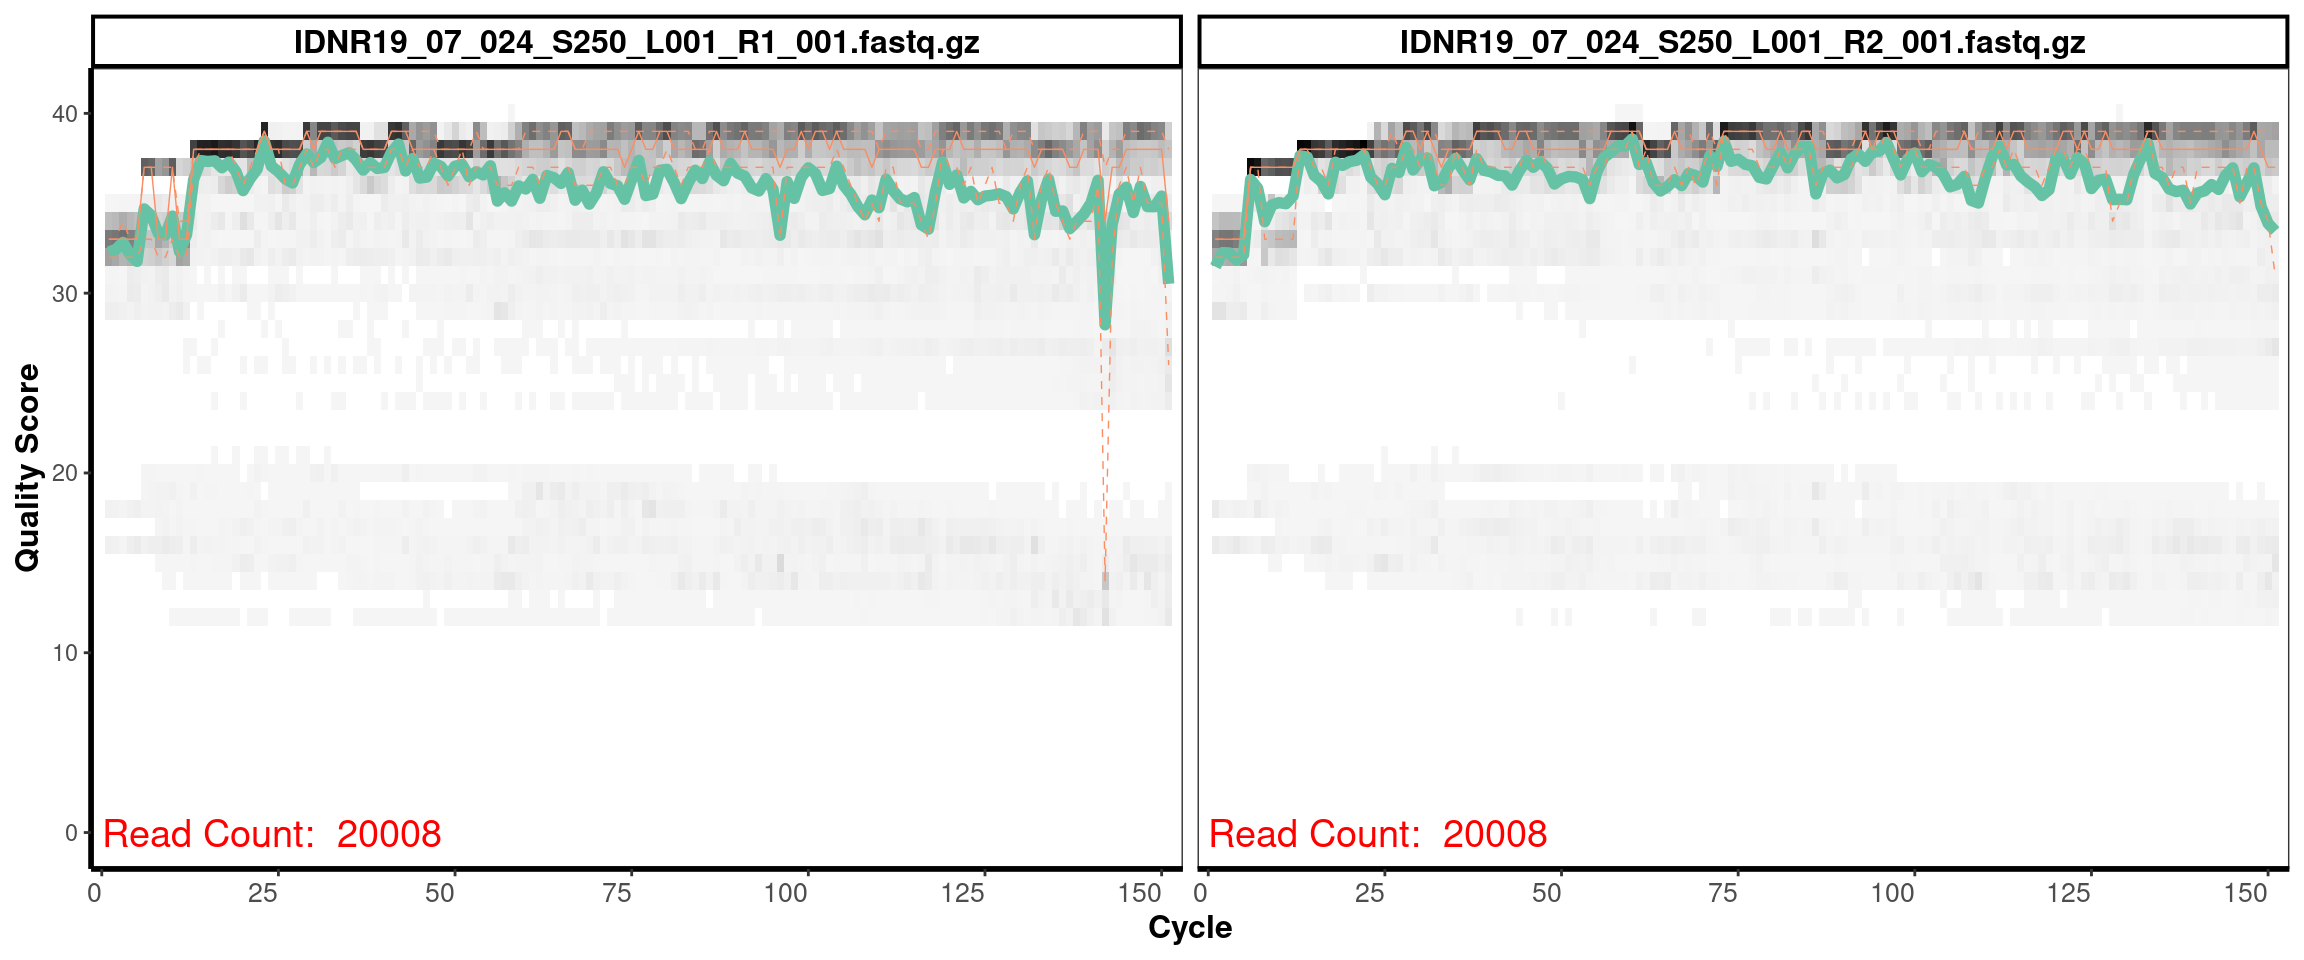 IDNR19_07_024_S250_L001_R1_001.fastq.gz
IDNR19_07_024_S250_L001_R2_001.fastq.gz
Quality Score
40
30
20
10
0
Read Count: 20008
Read Count: 20008
0 25 50 75 100 125 150
0 25 50 75 100 125 150
Cycle